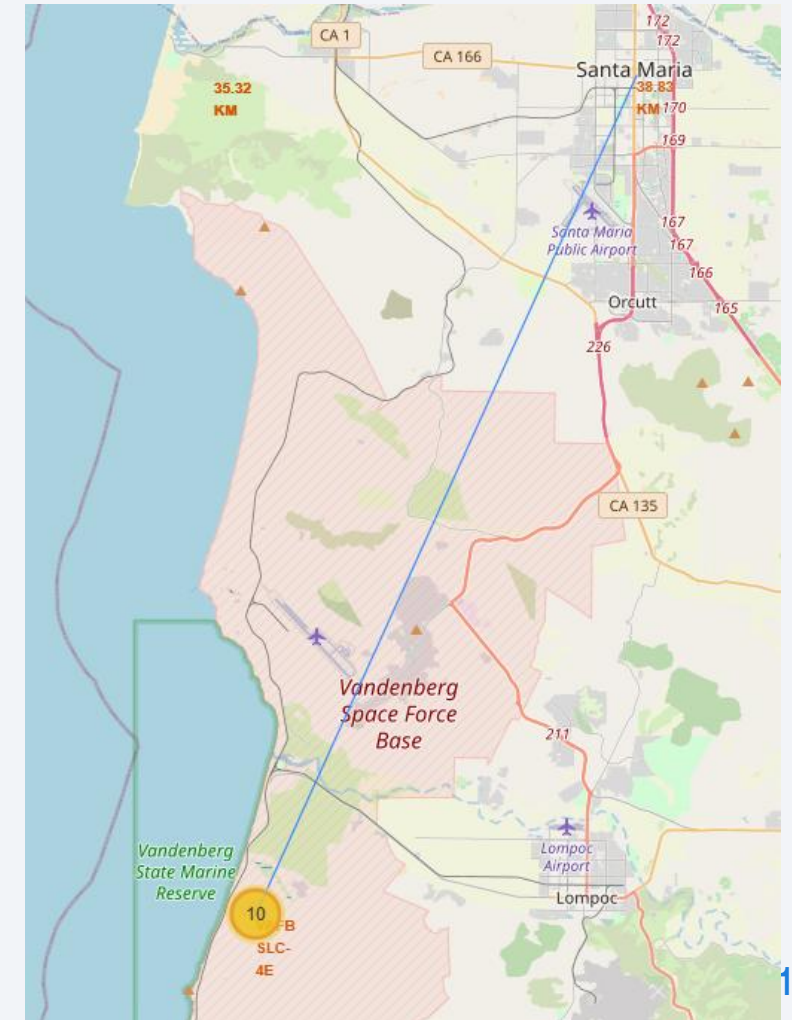 172
172
CA 1
CA 166
Santa Maria
35.32
KM
38.83
KM
170
169
Santa Maria
Public Airport
167
167
166
165
Orcutt
226
CA 135
Vandenberg
Space Force
Base
211
Vandenberg
State Marine
Reserve
Lompoc
Airport
Lompoc
10
FB
SLC-
4E
1